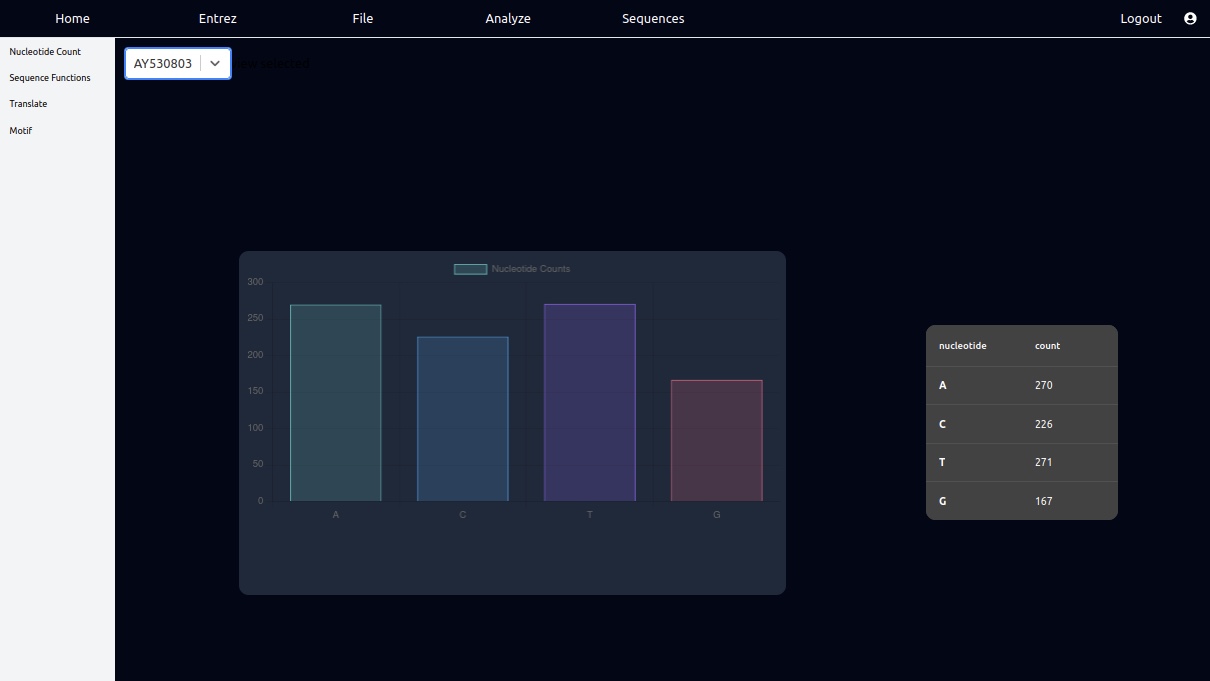 Home Entrez File Analyze Sequences Logout
Nucleotide Count
Sequence Functions
Translate
Motif
AY530803 selected
Nucleotide Counts
300
250
200
150
100
50
0
A C T G
nucleotide count
A 270
C 226
T 271
G 167